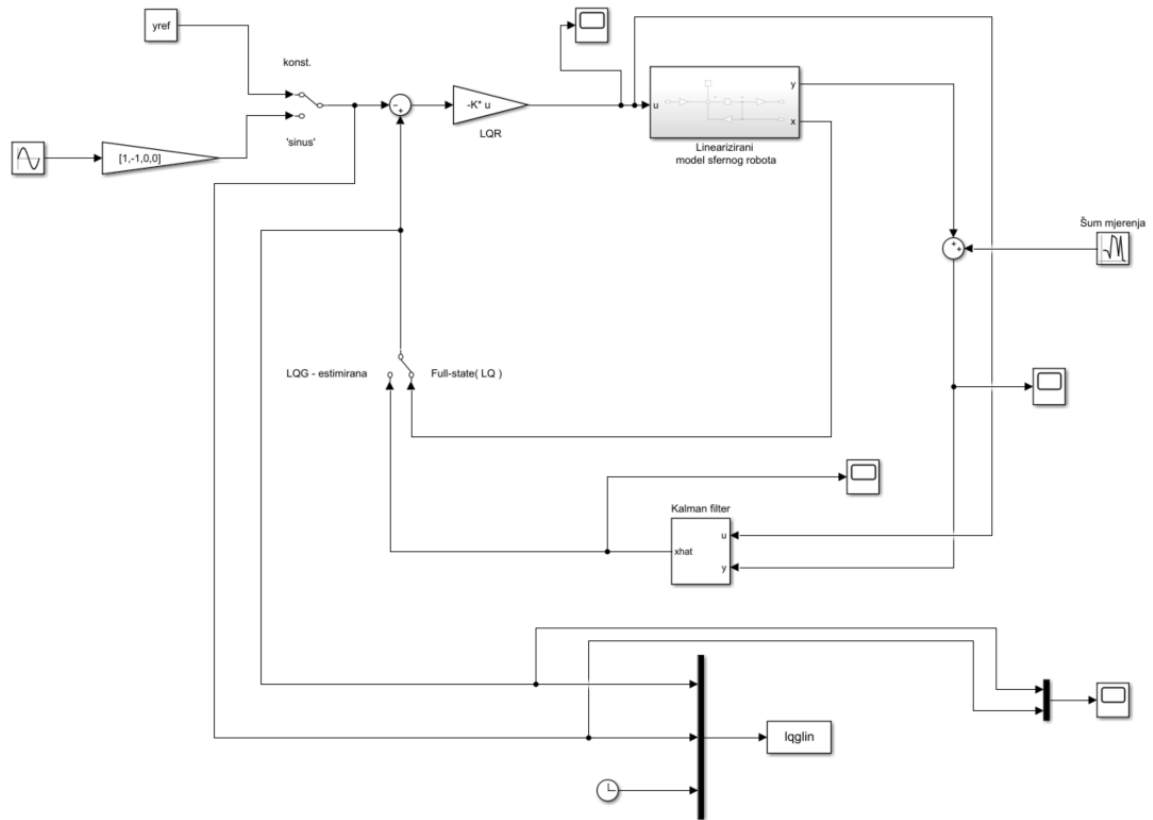 yref
konst.
'sinus'
[1,-1,0,0]
-K* u
LQR
u
y
x
Linearizirani
model sfernog robota
Šum mjerenja
LQG - estimirana
Full-state( LQ )
Kalman filter
u
xhat
y
lqglin